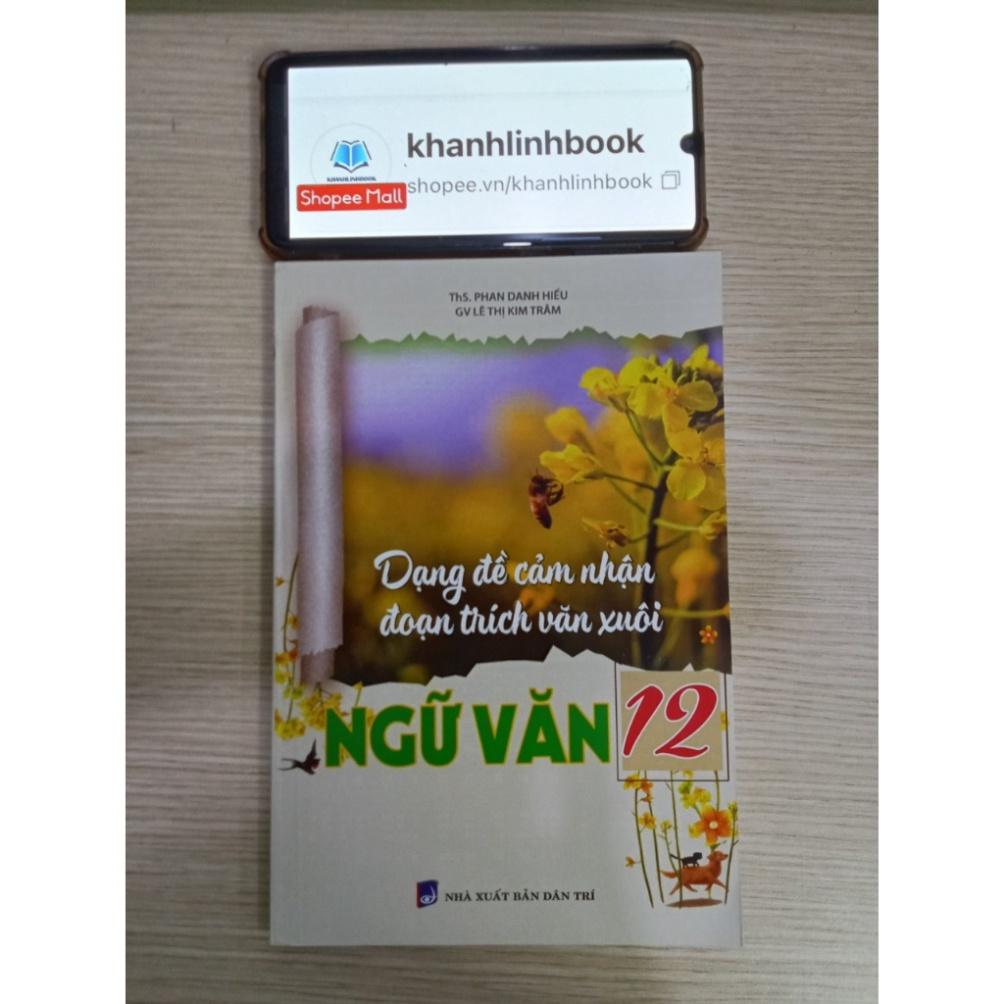 khanhlinhbook
KHANHLINHBOOK
Shopee Mall
shopee.vn/khanhlinhbook
ThS. PHAN DANH HIẾU
GV LÊ THỊ KIM TRÂM
Dạng đề cảm nhận
đoạn trích văn xuôi
NGỮ VĂN 12
NHÀ XUẤT BẢN DÂN TRÍ